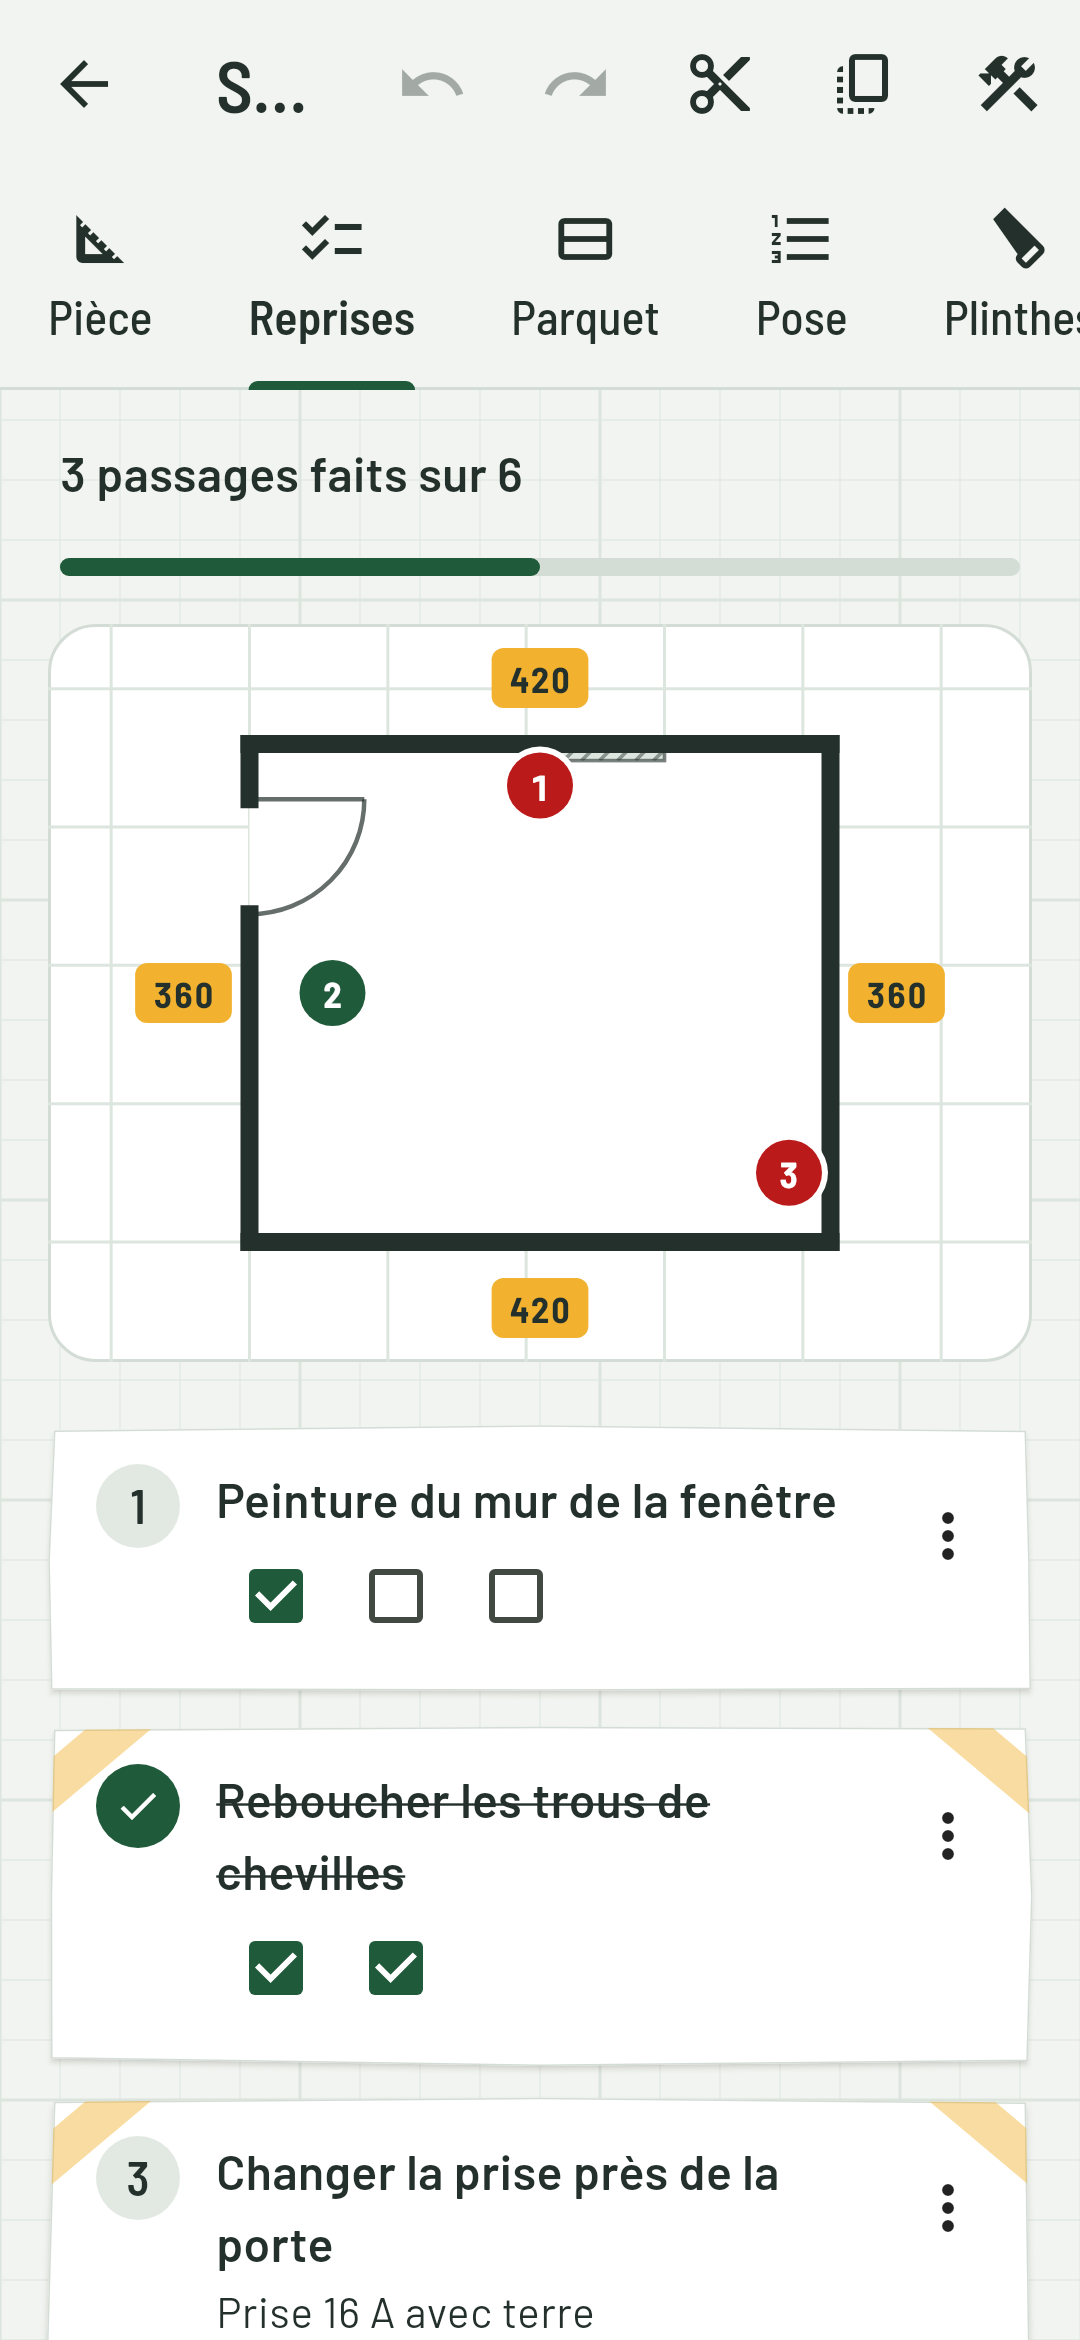 S...
Pièce
Reprises
Parquet
Pose
Plinthes
3 passages faits sur 6
420
1
360
2
360
3
420
1
Peinture du mur de la fenêtre
Reboucher les trous de
chevilles
3
Changer la prise près de la
porte
Prise 16 A avec terre